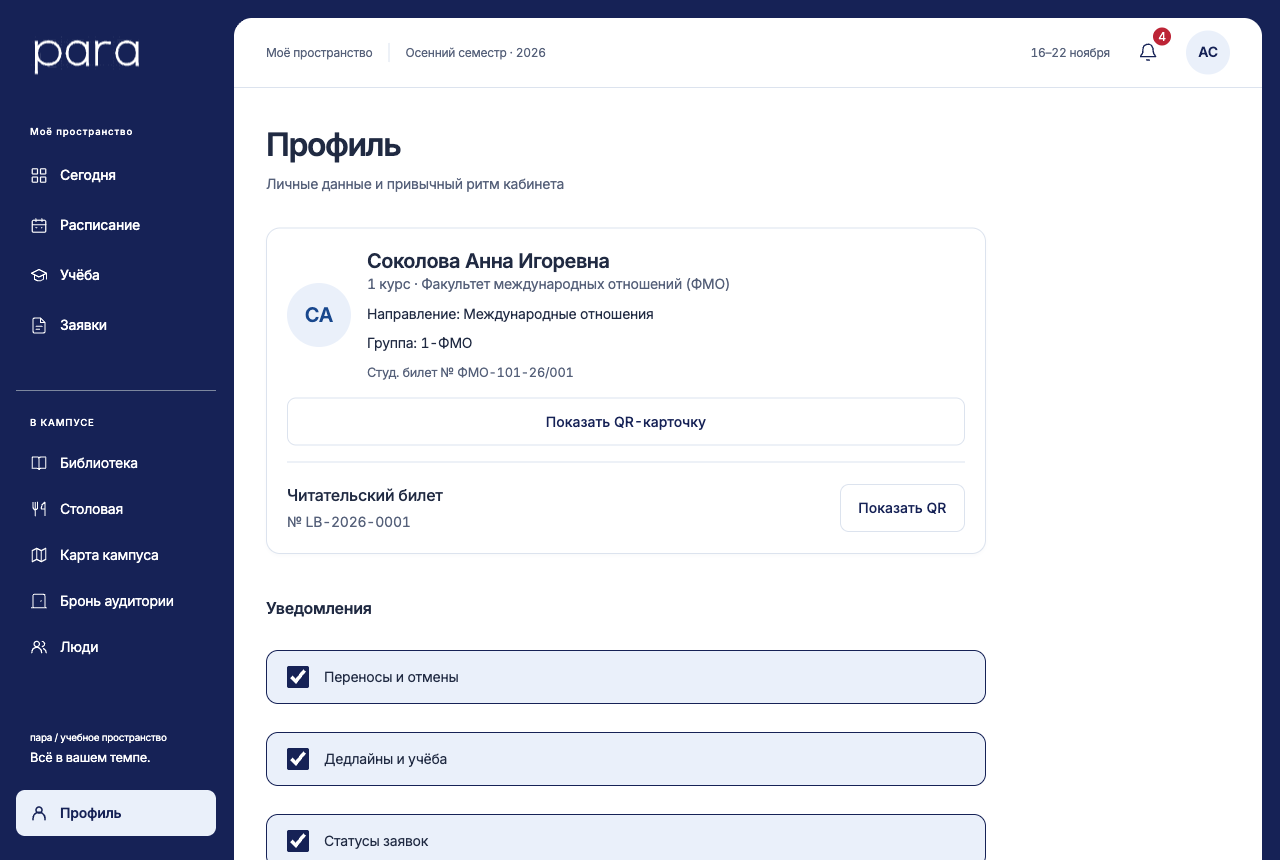 para
Моё пространство
Сегодня
Расписание
Учёба
Заявки
В КАМПУСЕ
Библиотека
Столовая
Карта кампуса
Бронь аудитории
Люди
пара / учебное пространство
Всё в вашем темпе.
Профиль
Моё пространство
Осенний семестр · 2026
16–22 ноября
4
АС
Профиль
Личные данные и привычный ритм кабинета
СА
Соколова Анна Игоревна
1 курс · Факультет международных отношений (ФМО)
Направление: Международные отношения
Группа: 1-ФМО
Студ. билет № ФМО-101-26/001
Показать QR-карточку
Читательский билет
№ LB-2026-0001
Показать QR
Уведомления
Переносы и отмены
Дедлайны и учёба
Статусы заявок